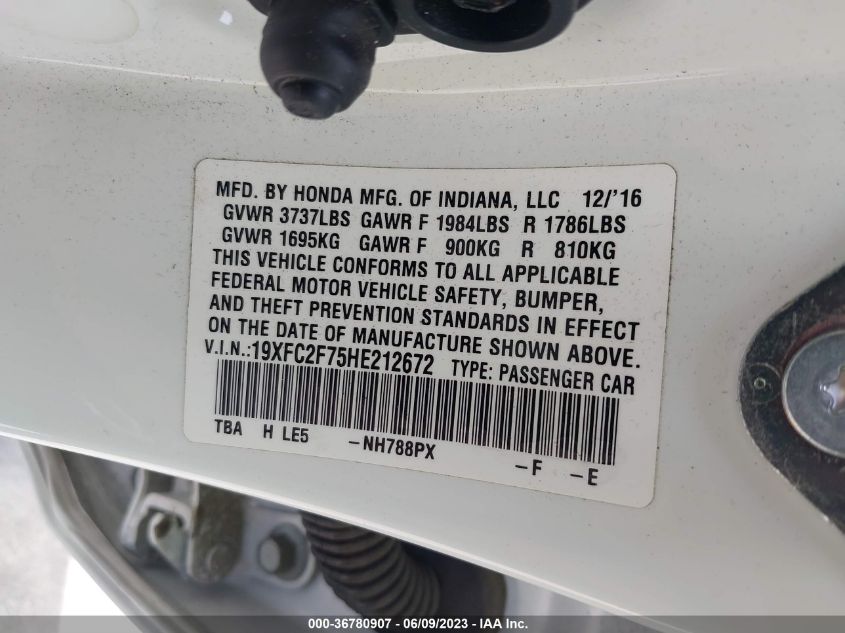 MFD. BY HONDA MFG. OF INDIANA, LLC 12/'16
GVWR 3737LBS GAWR F 1984LBS R 1786LBS
GVWR 1695KG GAWR F 900KG R 810KG
THIS VEHICLE CONFORMS TO ALL APPLICABLE
FEDERAL MOTOR VEHICLE SAFETY, BUMPER,
AND THEFT PREVENTION STANDARDS IN EFFECT
ON THE DATE OF MANUFACTURE SHOWN ABOVE.
V.I.N.:19XFC2F75HE212672 TYPE: PASSENGER CAR
TBA H LE5 -NH788PX -F -E
000-36780907 - 06/09/2023 - IAA Inc.